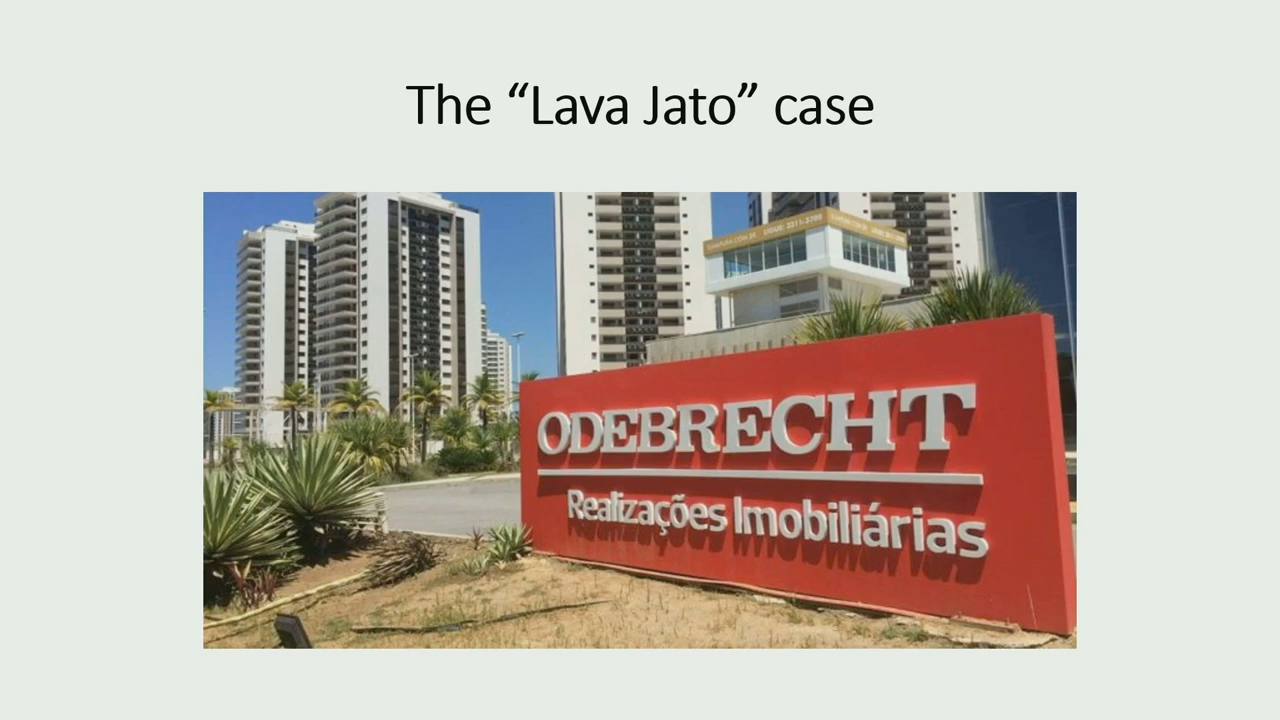 The “Lava Jato” case
ODEBRECHT
Realizações Imobiliárias